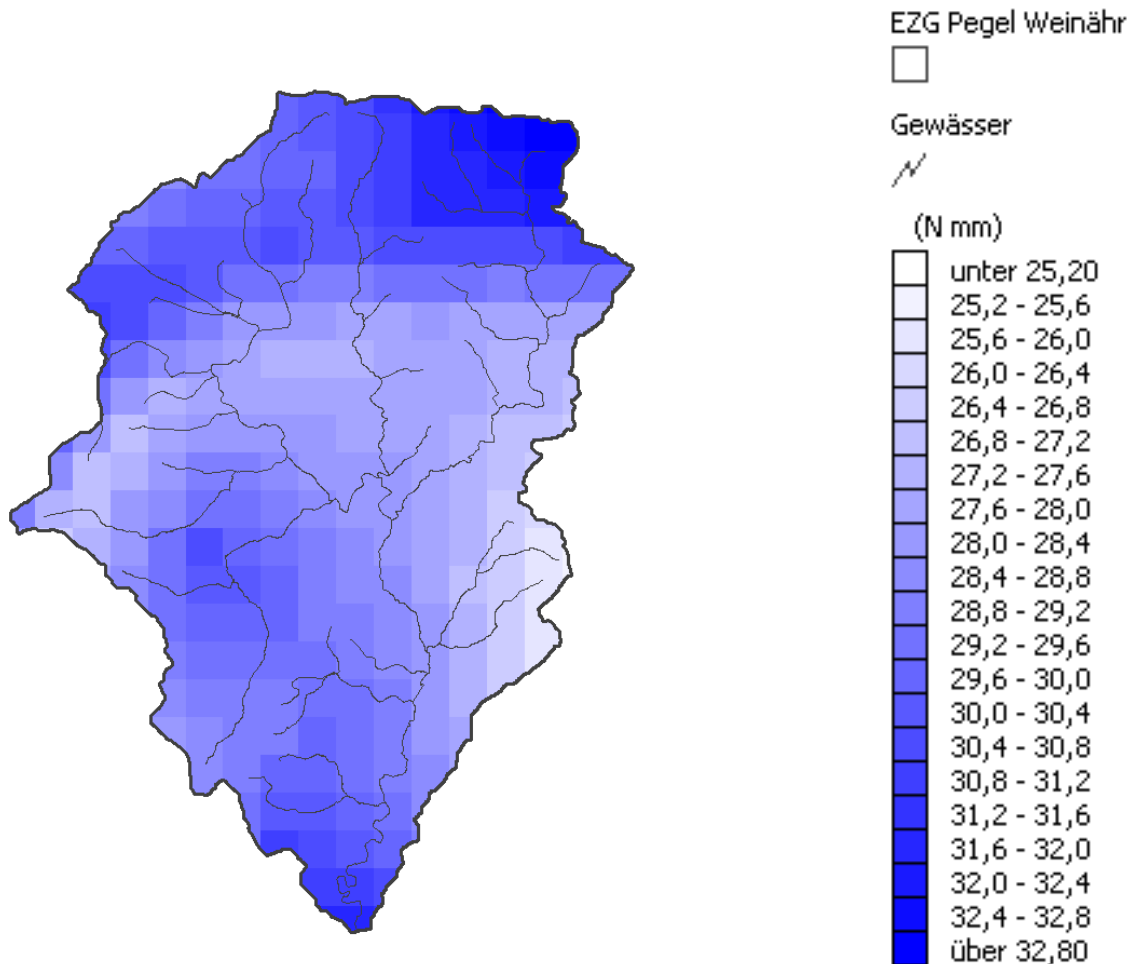 EZG Pegel Weinähr
Gewässer
(N mm)
unter 25,20
25,2 - 25,6
25,6 - 26,0
26,0 - 26,4
26,4 - 26,8
26,8 - 27,2
27,2 - 27,6
27,6 - 28,0
28,0 - 28,4
28,4 - 28,8
28,8 - 29,2
29,2 - 29,6
29,6 - 30,0
30,0 - 30,4
30,4 - 30,8
30,8 - 31,2
31,2 - 31,6
31,6 - 32,0
32,0 - 32,4
32,4 - 32,8
über 32,80